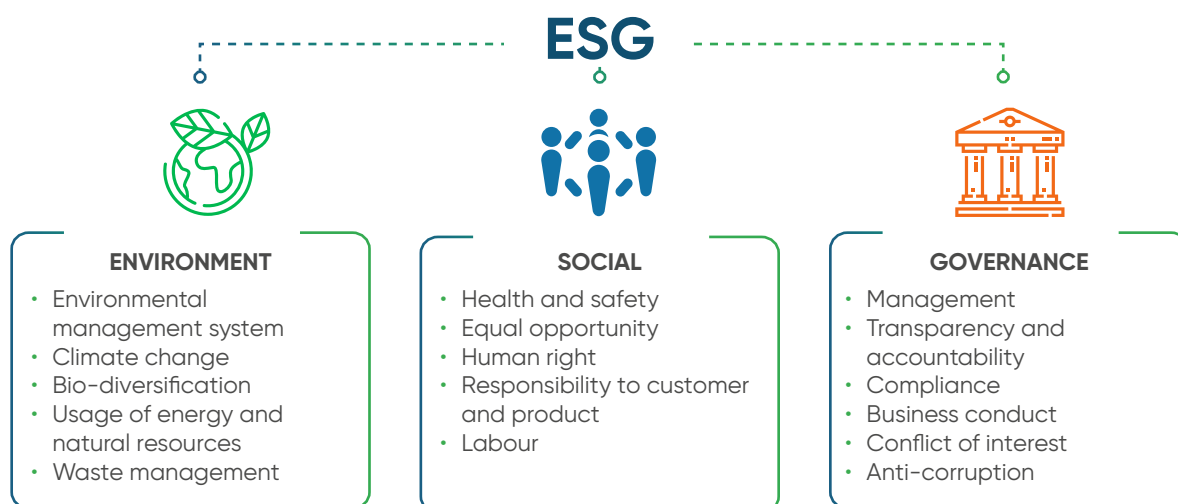 ESG
ENVIRONMENT
• Environmental
management system
• Climate change
• Bio-diversification
• Usage of energy and
natural resources
• Waste management
SOCIAL
• Health and safety
• Equal opportunity
• Human right
• Responsibility to customer
and product
• Labour
GOVERNANCE
• Management
• Transparency and
accountability
• Compliance
• Business conduct
• Conflict of interest
• Anti-corruption